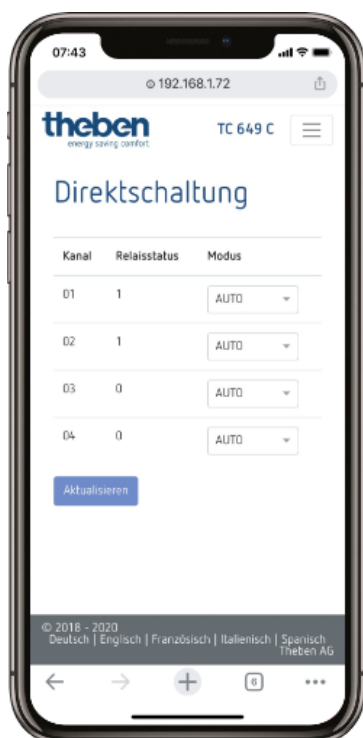 07:43
192.168.1.72
theben
energy saving comfort
TC 649 C
Direktschaltung
Kanal Relaisstatus Modus
01 1 AUTO
02 1 AUTO
03 0 AUTO
04 0 AUTO
Aktualisieren
© 2018 - 2020
Deutsch | Englisch | Französisch | Italienisch | Spanisch
Theben AG
6